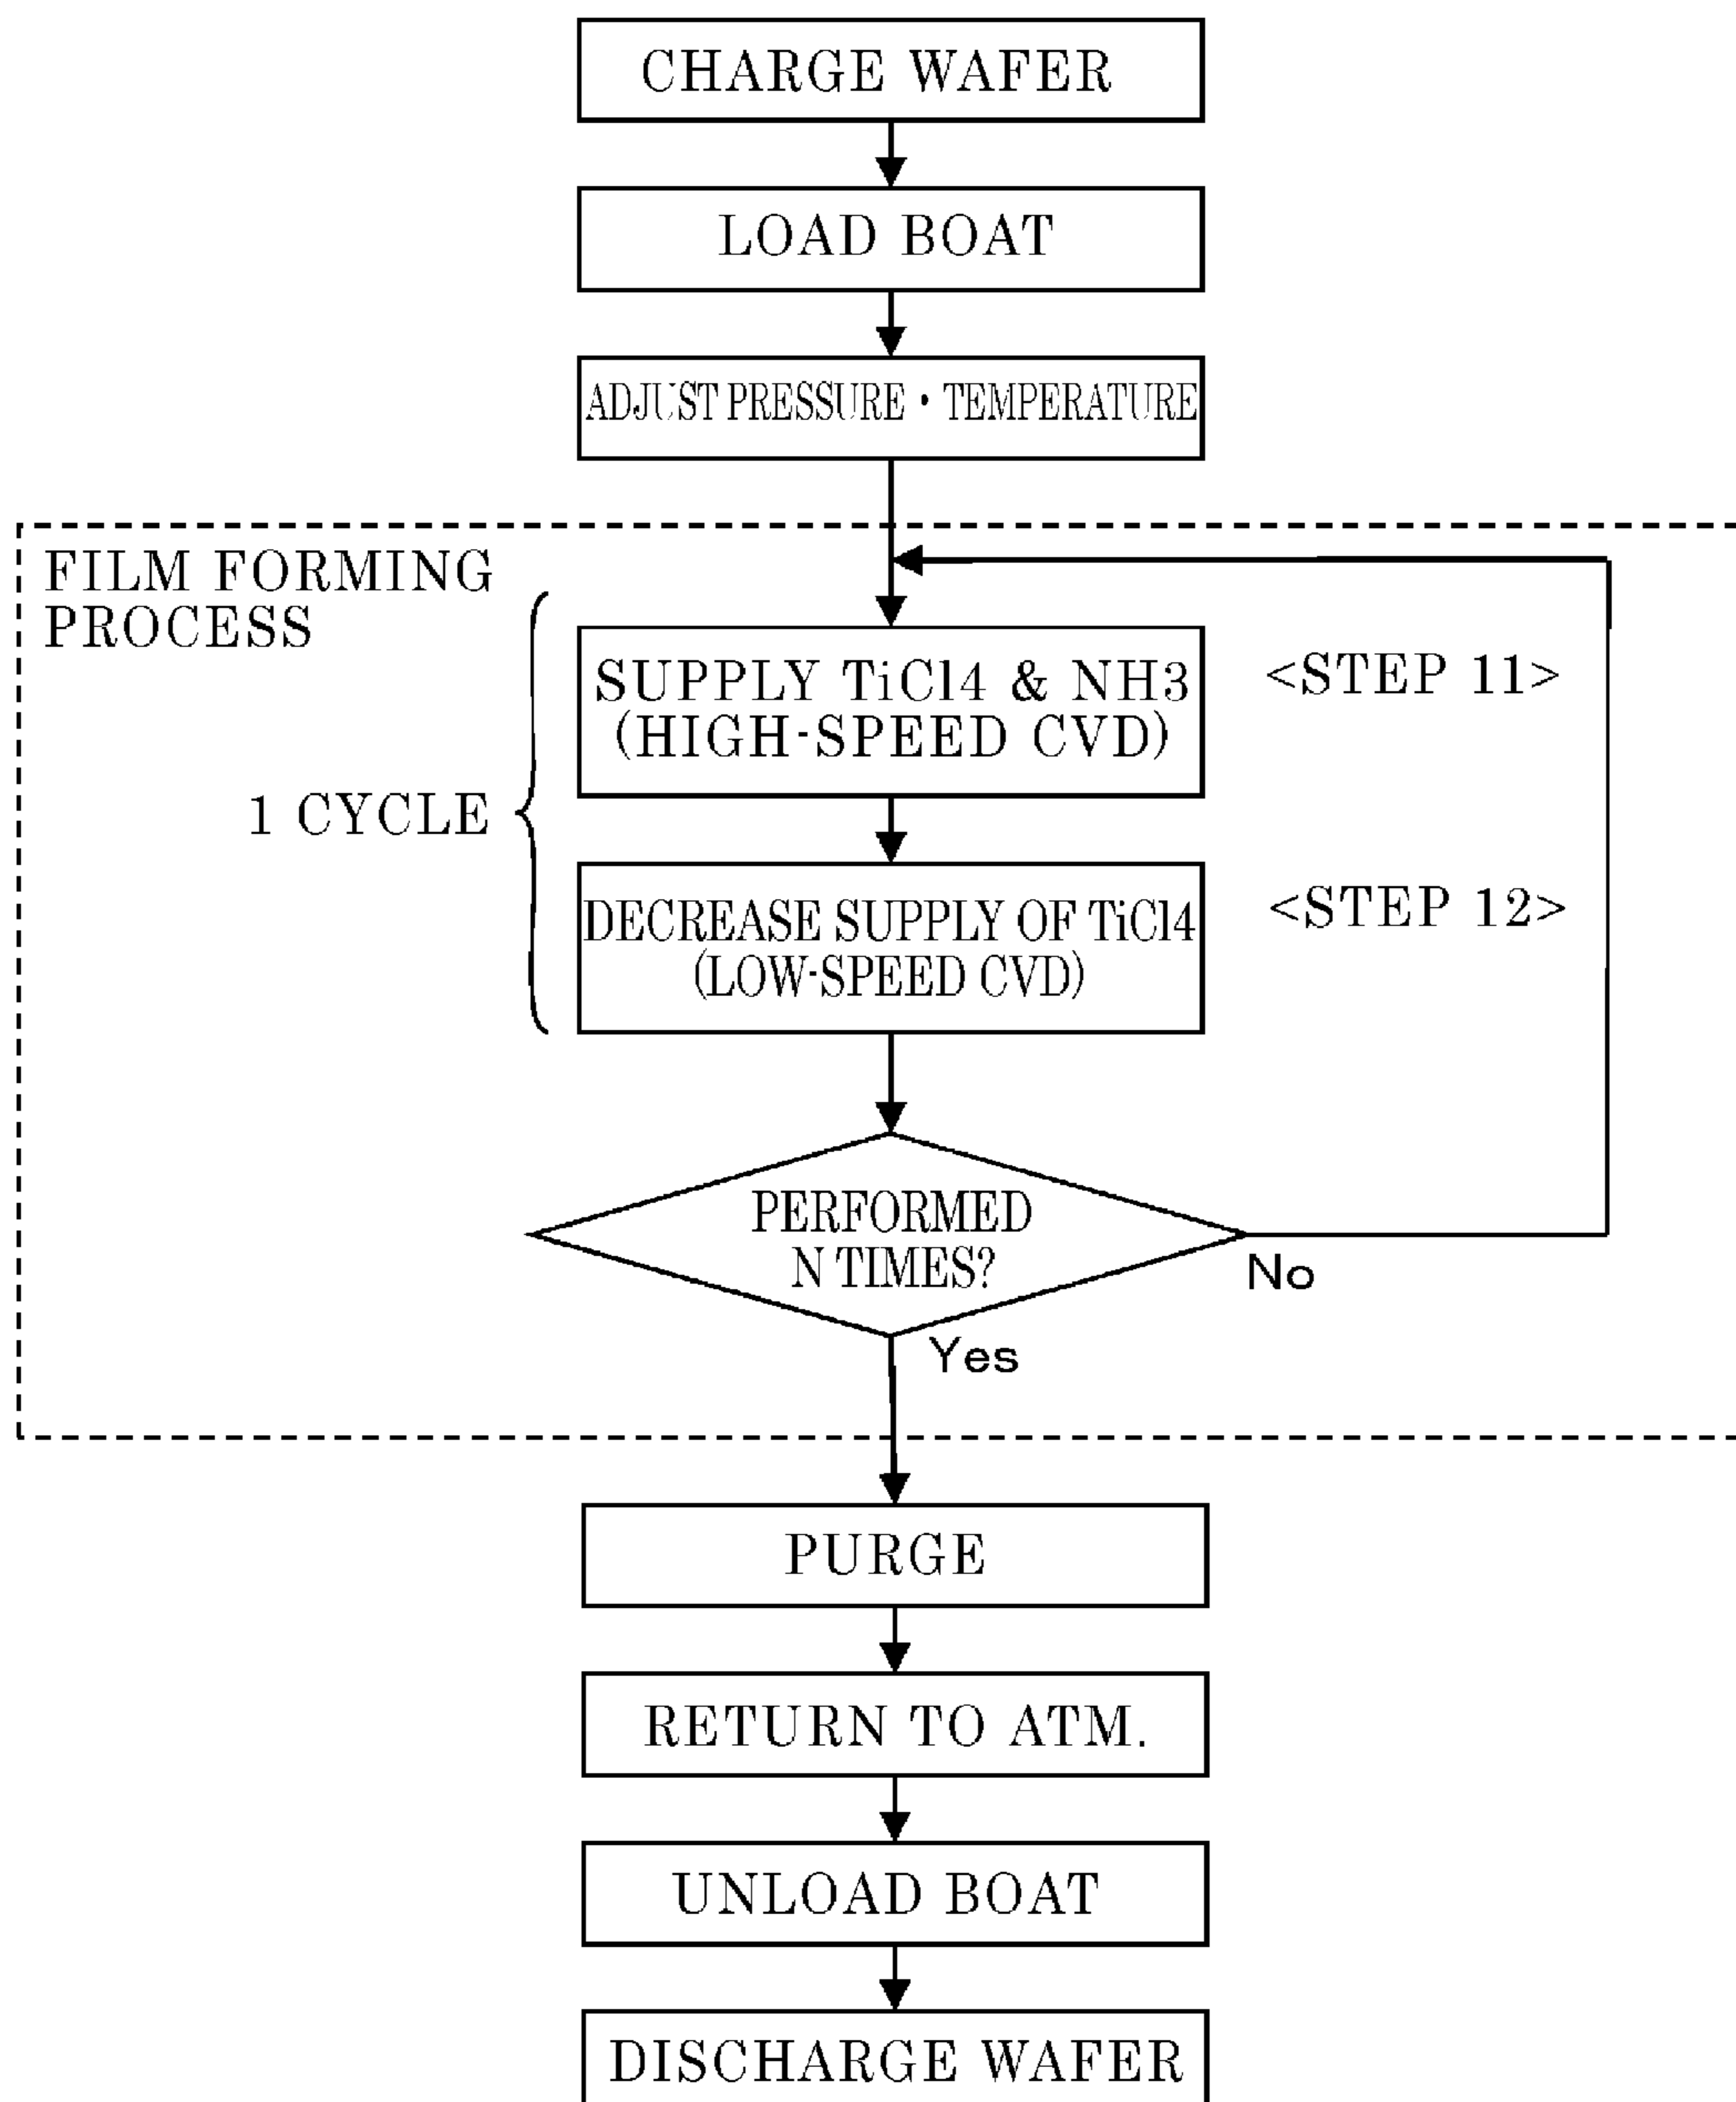 CHARGE WAFER
LOAD BOAT
ADJUST PRESSURE・TEMPERATURE
FILM FORMING
PROCESS
SUPPLY TiCl4 & NH3
(HIGH-SPEED CVD)
<STEP 11>
1 CYCLE
DECREASE SUPPLY OF TiCl4
(LOW-SPEED CVD)
<STEP 12>
PERFORMED
N TIMES?
No
Yes
PURGE
RETURN TO ATM.
UNLOAD BOAT
DISCHARGE WAFER